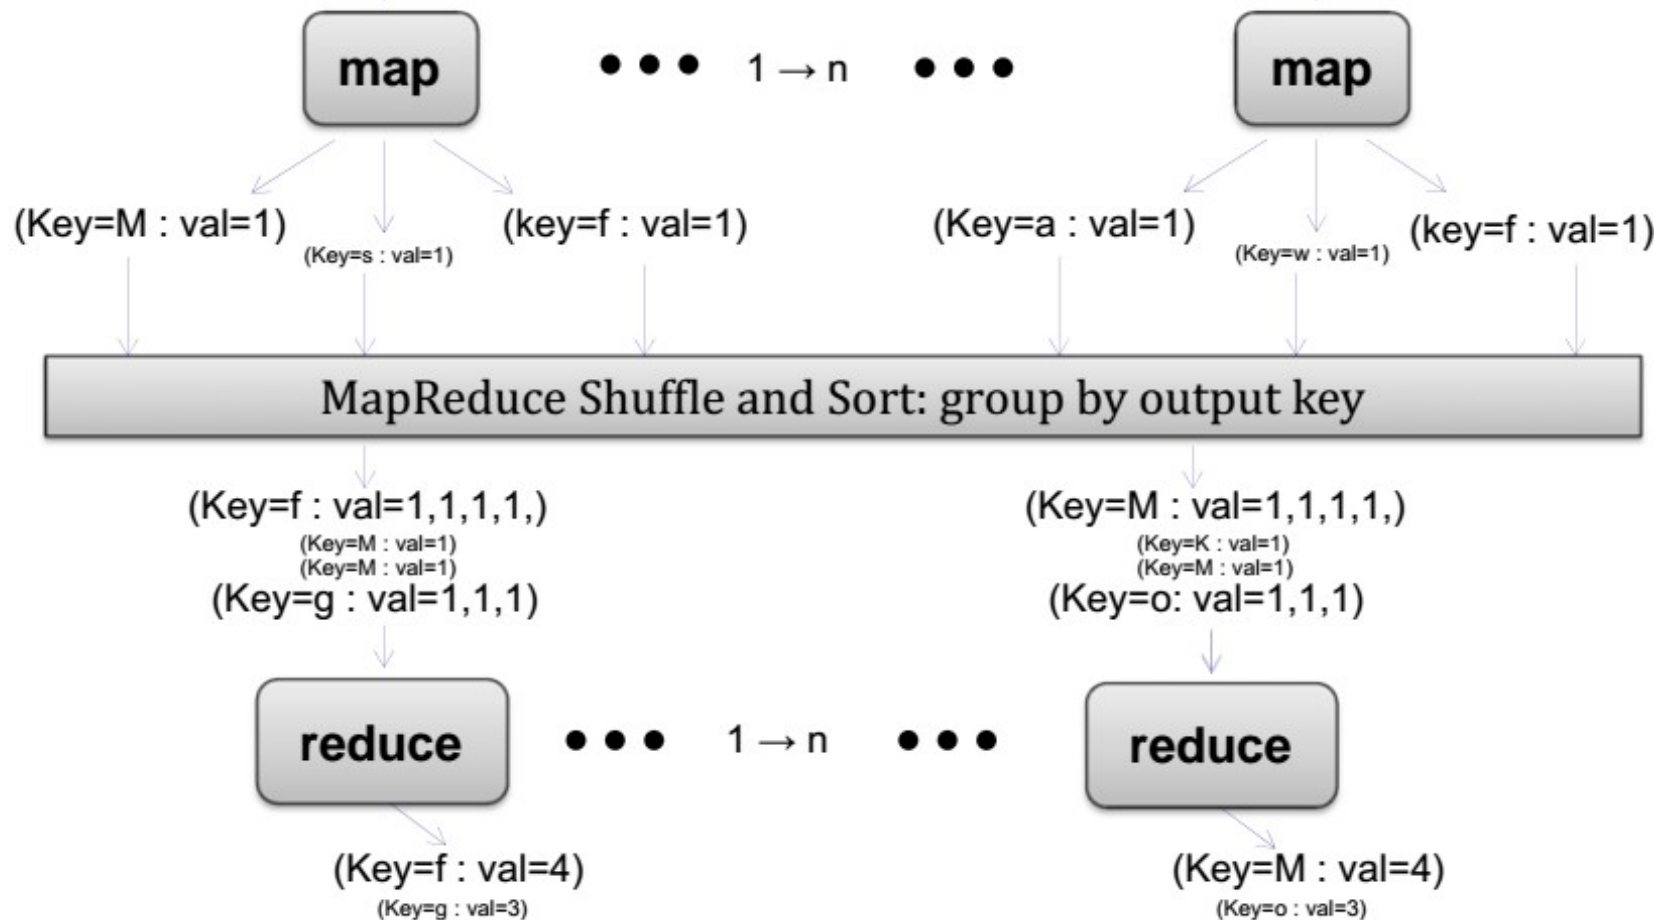 map ●●● 1 → n ●●● map
(Key=M : val=1) (key=f : val=1) (Key=a : val=1) (key=f : val=1)
(Key=s : val=1) (Key=w : val=1)
MapReduce Shuffle and Sort: group by output key
(Key=f : val=1,1,1,1,) (Key=M : val=1,1,1,1,)
(Key=M : val=1) (Key=K : val=1)
(Key=M : val=1) (Key=M : val=1)
(Key=g : val=1,1,1) (Key=o: val=1,1,1)
reduce ●●● 1 → n ●●● reduce
(Key=f : val=4) (Key=M : val=4)
(Key=g : val=3) (Key=o : val=3)